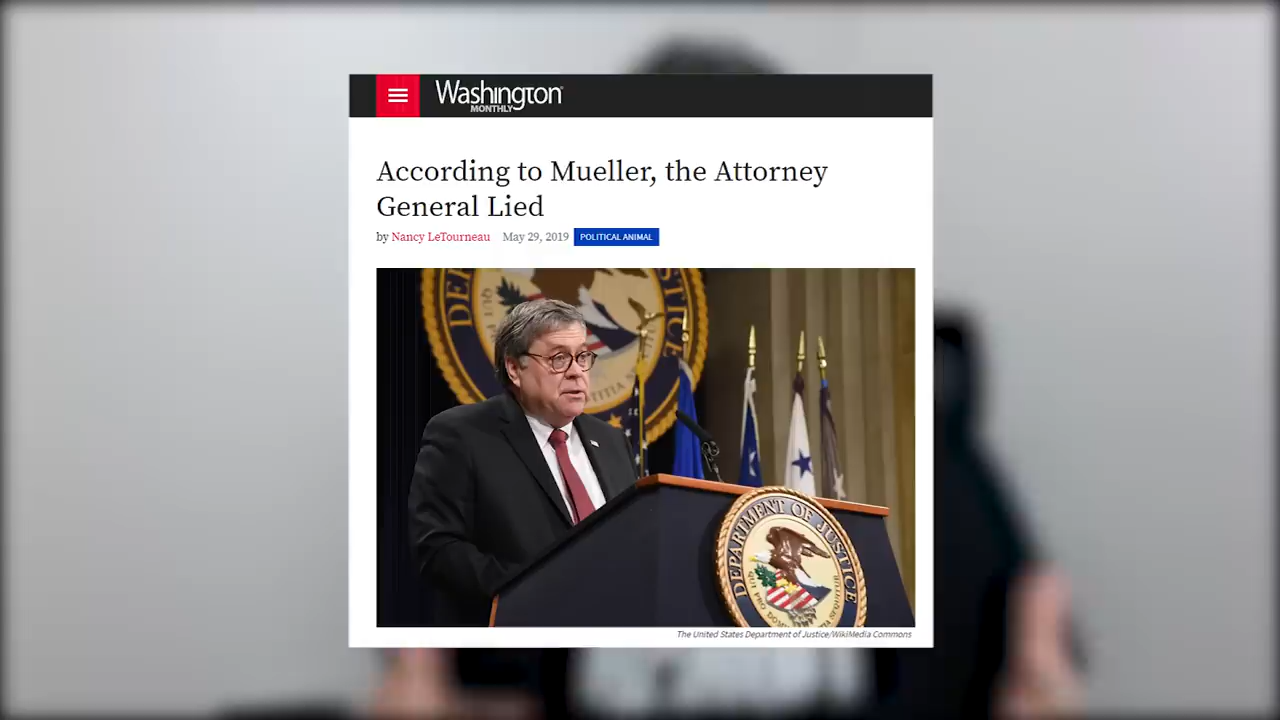 Washington
MONTHLY
According to Mueller, the Attorney
General Lied
by Nancy LeTourneau May 29, 2019 POLITICAL ANIMAL
DEPARTMENT OF JUSTICE
The United States Department of Justice/WikiMedia Commons